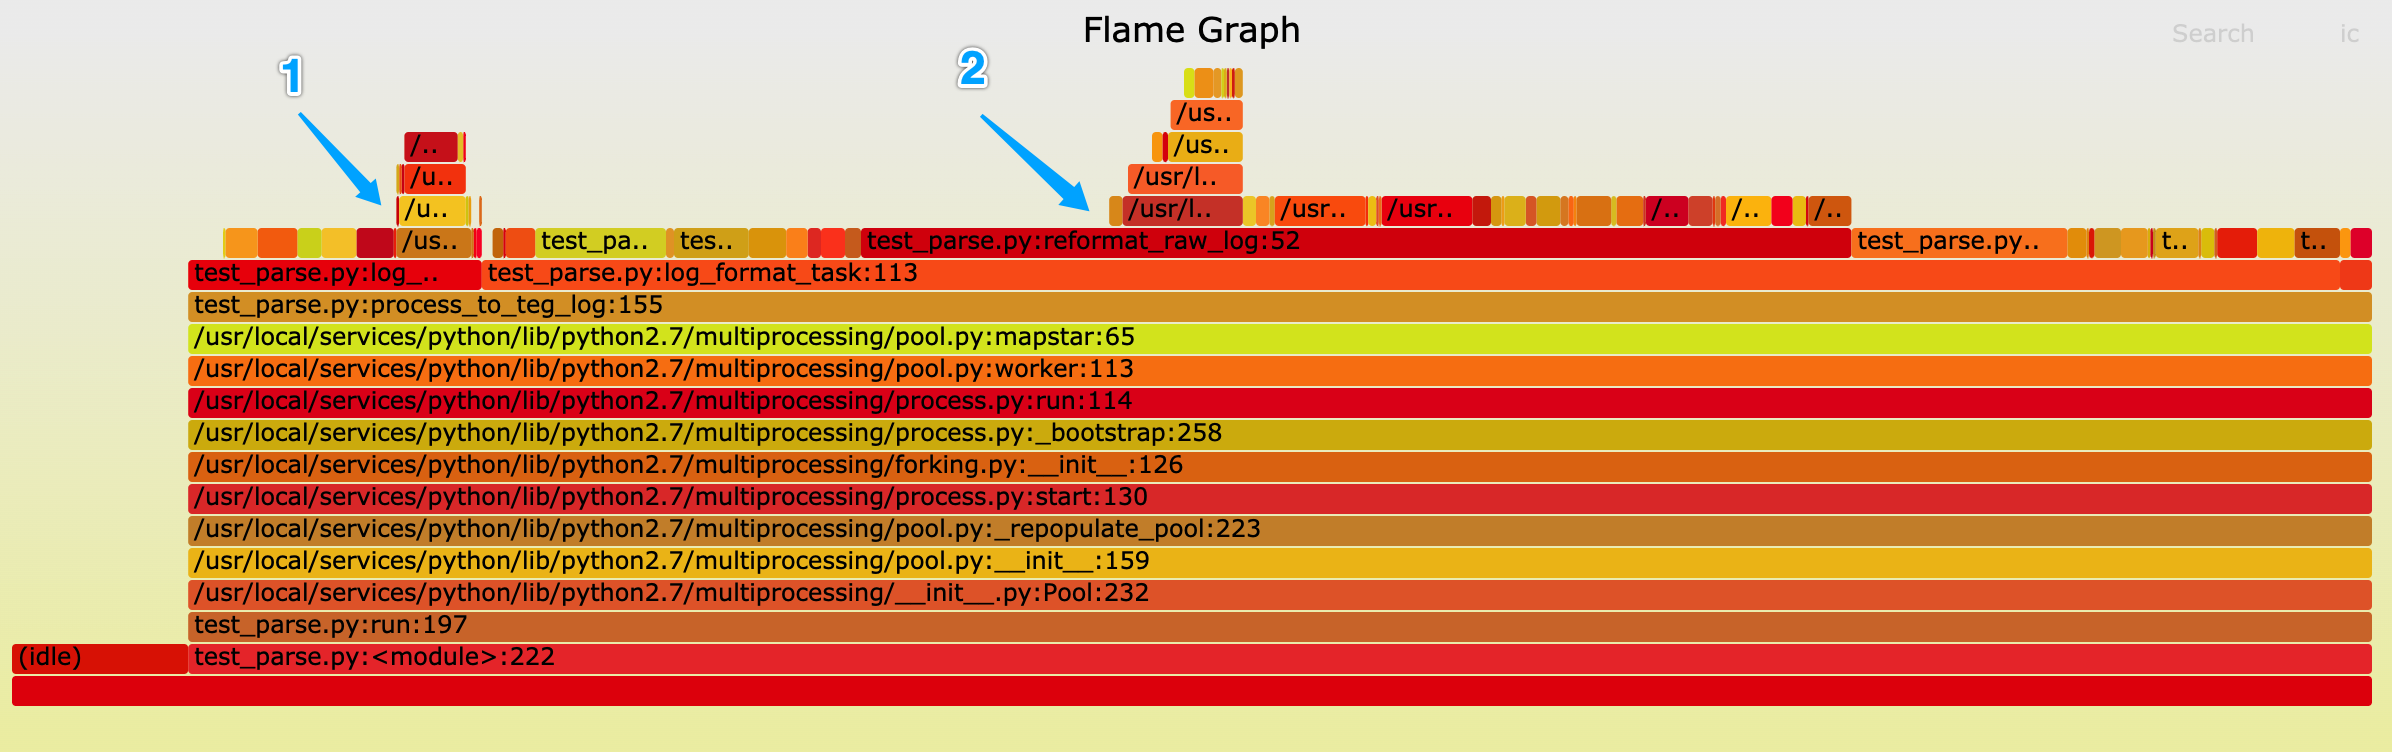 Flame Graph
Search
ic
1
2
/us..
/..
/us..
/u..
/usr/l..
/u..
/usr/l..
/usr..
/usr..
/..
/..
/..
/us..
test_pa..
tes..
test_parse.py:reformat_raw_log:52
test_parse.py..
t..
t..
test_parse.py:log_..
test_parse.py:log_format_task:113
test_parse.py:process_to_teg_log:155
/usr/local/services/python/lib/python2.7/multiprocessing/pool.py:mapstar:65
/usr/local/services/python/lib/python2.7/multiprocessing/pool.py:worker:113
/usr/local/services/python/lib/python2.7/multiprocessing/process.py:run:114
/usr/local/services/python/lib/python2.7/multiprocessing/process.py:_bootstrap:258
/usr/local/services/python/lib/python2.7/multiprocessing/forking.py:__init__:126
/usr/local/services/python/lib/python2.7/multiprocessing/process.py:start:130
/usr/local/services/python/lib/python2.7/multiprocessing/pool.py:_repopulate_pool:223
/usr/local/services/python/lib/python2.7/multiprocessing/pool.py:__init__:159
/usr/local/services/python/lib/python2.7/multiprocessing/__init__.py:Pool:232
test_parse.py:run:197
(idle)
test_parse.py:<module>:222